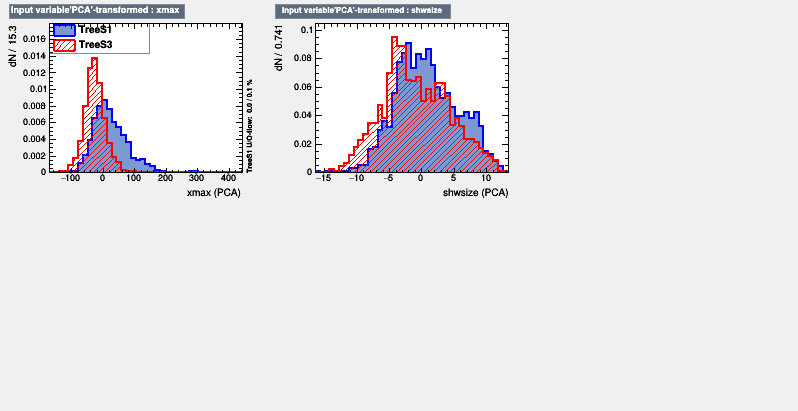 Input variable'PCA'-transformed : xmax
dN / 15.3
TreeS1
TreeS3
0.016
0.014
0.012
0.01
0.008
0.006
0.004
0.002
0
−100 0 100 200 300 400
xmax (PCA)
TreeS1 U/O-flow: 0.0 / 0.1 %
Input variable'PCA'-transformed : shwsize
dN / 0.741
0.1
0.08
0.06
0.04
0.02
0
−15 −10 −5 0 5 10
shwsize (PCA)